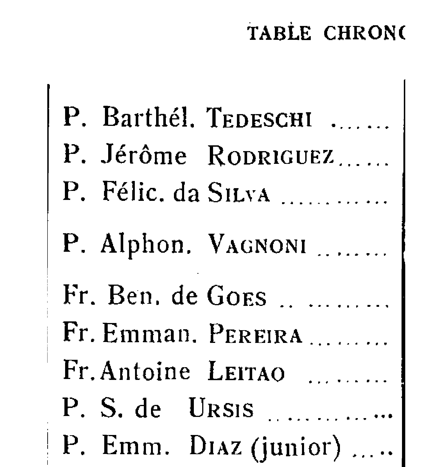 TABLE CHRONO
P. Barthél. TEDESCHI .......
P. Jérôme RODRIGUEZ......
P. Félic. da SILVA .............
P. Alphon. VAGNONI .........
Fr. Ben. de GOES .. .........
Fr. Emman. PEREIRA.........
Fr. Antoine LEITAO .........
P. S. de URSIS ..............
P. Emm. DIAZ (junior) .....